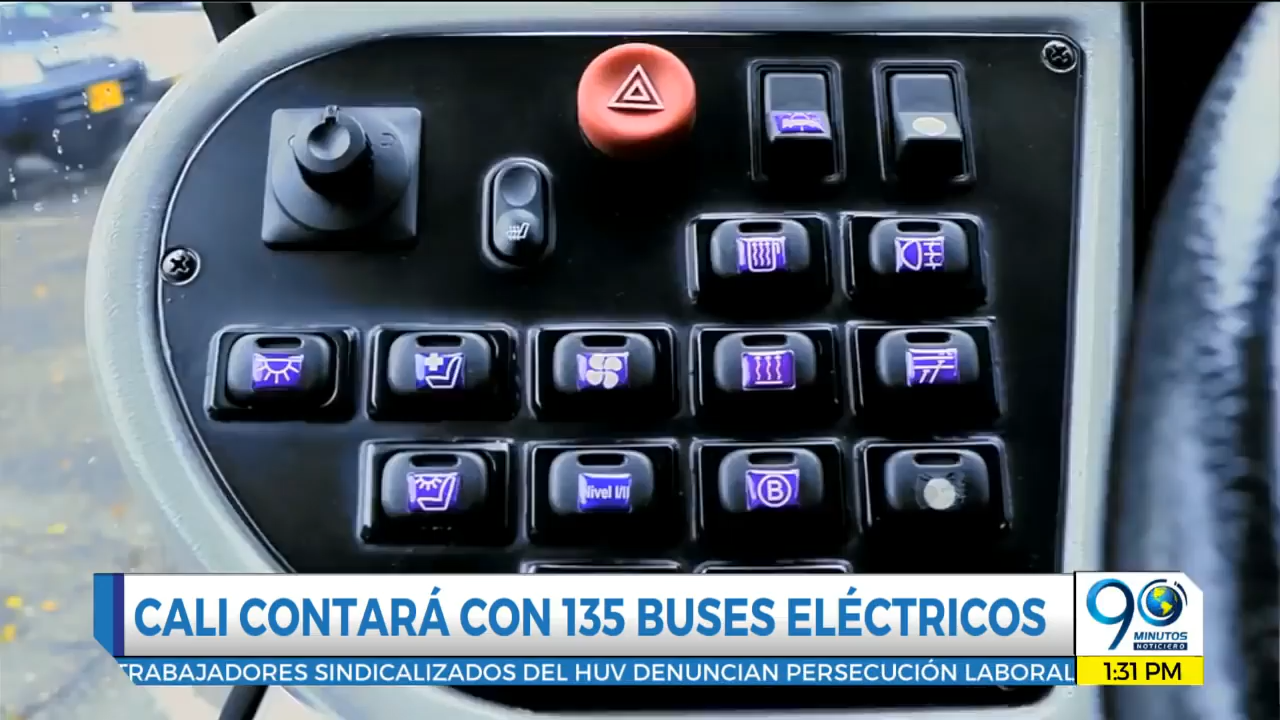 Nivel I/II
B
CALI CONTARÁ CON 135 BUSES ELÉCTRICOS
90
MINUTOS
NOTICIERO
TRABAJADORES SINDICALIZADOS DEL HUV DENUNCIAN PERSECUCIÓN LABORAL
1:31 PM